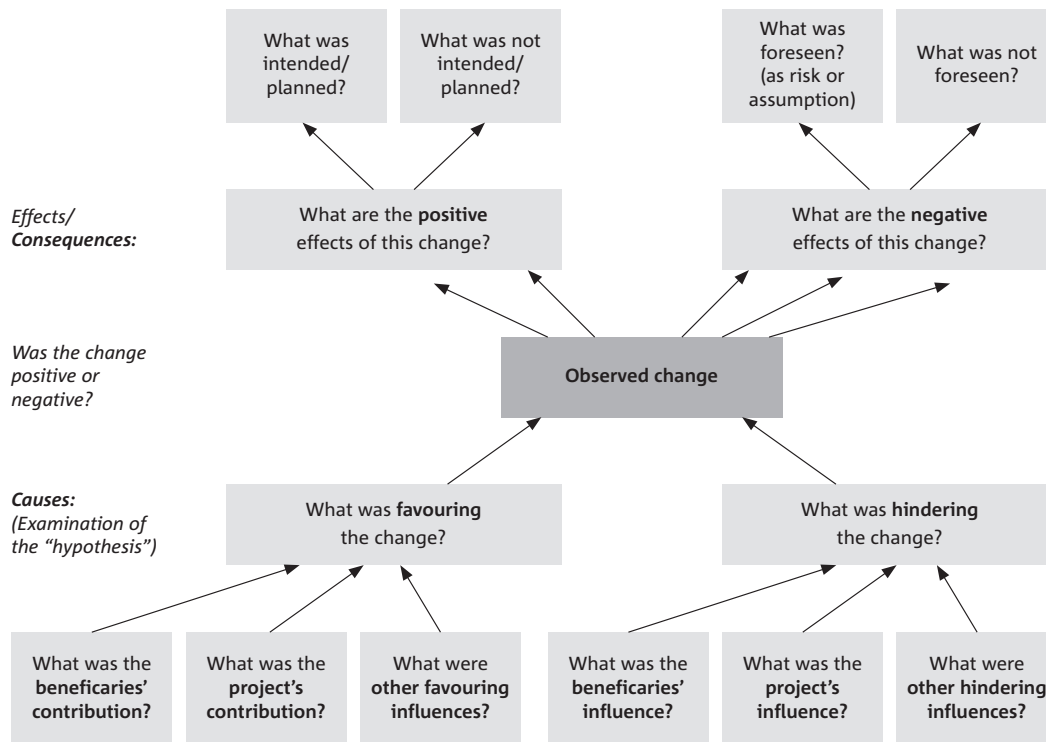 What was
intended/
planned?
What was not
intended/
planned?
What was
foreseen?
(as risk or
assumption)
What was not
foreseen?
Effects/
Consequences:
What are the positive
effects of this change?
What are the negative
effects of this change?
Was the change
positive or
negative?
Observed change
Causes:
(Examination of
the “hypothesis”)
What was favouring
the change?
What was hindering
the change?
What was the
beneficaries’
contribution?
What was the
project’s
contribution?
What were
other favouring
influences?
What was the
beneficaries’
influence?
What was the
project’s
influence?
What were
other hindering
influences?